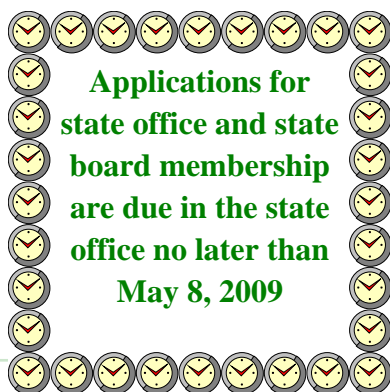 Applications for
state office and state
board membership
are due in the state
office no later than
May 8, 2009